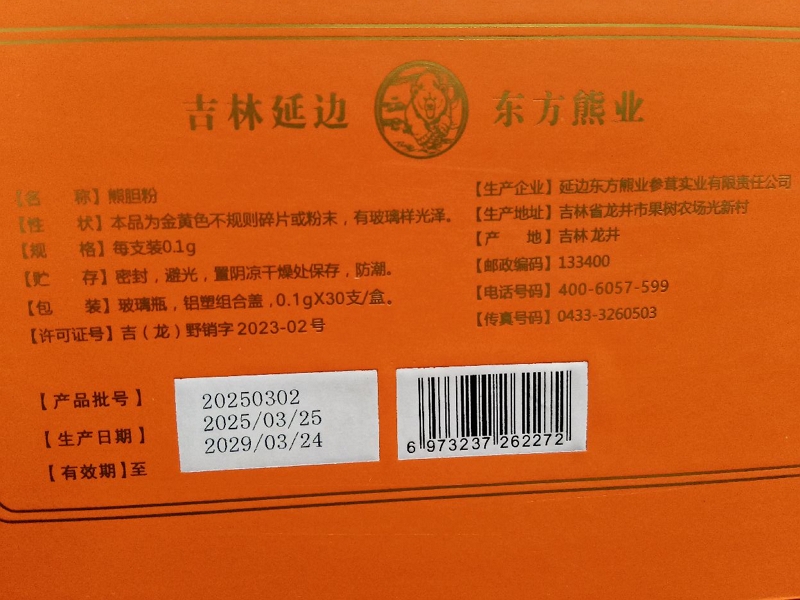 吉林延边 东方熊业
【名 称】熊胆粉
【性 状】本品为金黄色不规则碎片或粉末，有玻璃样光泽。
【规 格】每支装0.1g
【贮 存】密封，避光，置阴凉干燥处保存，防潮。
【包 装】玻璃瓶，铝塑组合盖，0.1gX30支/盒。
【许可证号】吉（龙）野销字2023-02号
【生产企业】延边东方熊业参茸实业有限责任公司
【生产地址】吉林省龙井市果树农场光新村
【产 地】吉林 龙井
【邮政编码】133400
【电话号码】400-6057-599
【传真号码】0433-3260503
【产品批号】 20250302
【生产日期】 2025/03/25
【有效期】至 2029/03/24
6 973237 262272